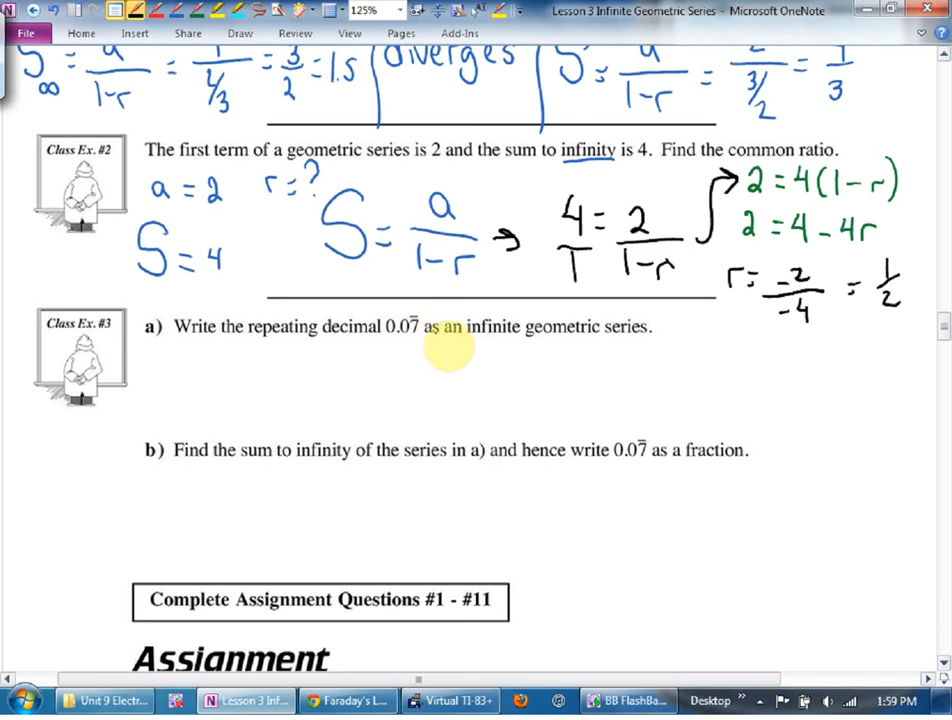 125%
Lesson 3 Infinite Geometric Series - Microsoft OneNote
File Home Insert Share Draw Review View Pages Add-Ins
S∞ = a/(1-r) = 1/(2/3) = 3/2 = 1.5 diverges S = a/(1-r) = 2/(3/2) = 1/3
Class Ex. #2
The first term of a geometric series is 2 and the sum to infinity is 4. Find the common ratio.
a = 2 r = ?
S = 4
S = a/(1-r) → 4/1 = 2/(1-r)
2 = 4(1-r)
2 = 4 - 4r
r = -2/-4 = 1/2
Class Ex. #3
a) Write the repeating decimal 0.07̅ as an infinite geometric series.
b) Find the sum to infinity of the series in a) and hence write 0.07̅ as a fraction.
Complete Assignment Questions #1 - #11
Assignment
Unit 9 Electr... Lesson 3 Inf... Faraday's L... Virtual TI-83+ BB FlashBa... Desktop 1:59 PM